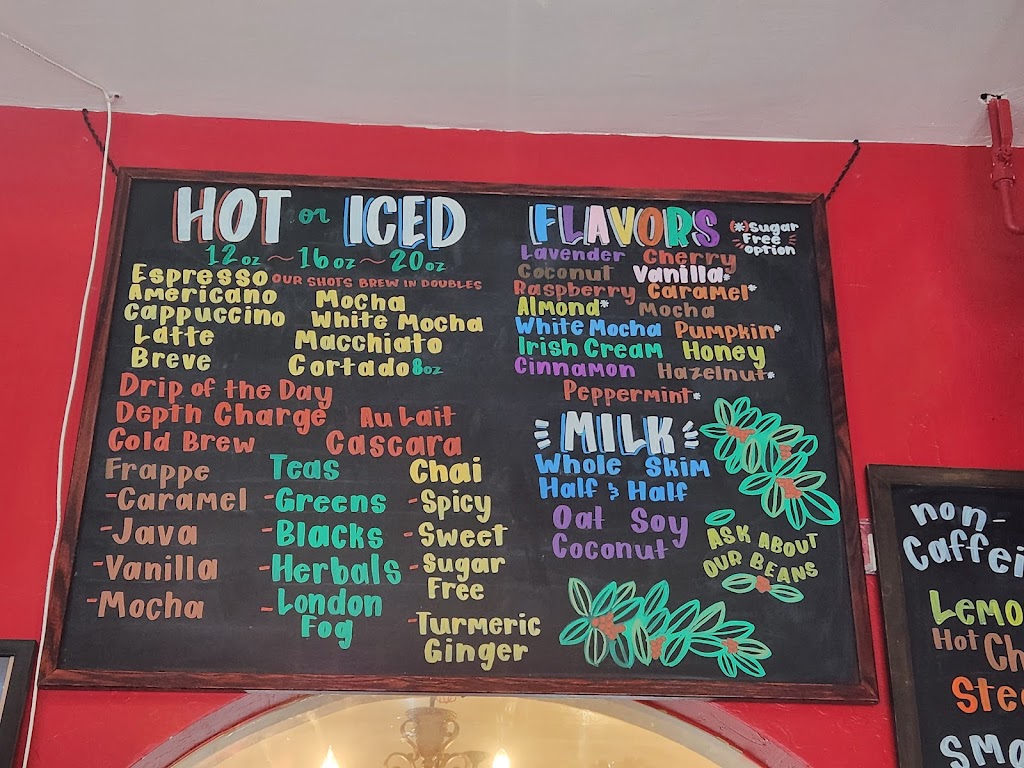 HOT or ICED
12oz ~ 16oz ~ 20oz
Espresso OUR SHOTS BREW IN DOUBLES
Americano Mocha
Cappuccino White Mocha
Latte Macchiato
Breve Cortado 8oz
Drip of the Day
Depth Charge Au Lait
Cold Brew Cascara
Frappe
-Caramel
-Java
-Vanilla
-Mocha
Teas
-Greens
-Blacks
-Herbals
-London
Fog
Chai
-Spicy
-Sweet
-Sugar
Free
-Turmeric
Ginger
FLAVORS
(*)Sugar
Free
option
Lavender Cherry
Coconut Vanilla*
Raspberry Caramel*
Almond* Mocha
White Mocha Pumpkin*
Irish Cream Honey
Cinnamon Hazelnut*
Peppermint*
MILK
Whole Skim
Half & Half
Oat Soy
Coconut
ASK ABOUT
OUR BEANS
non-
Caffei
Lemo
Hot Ch
Ste
Sma